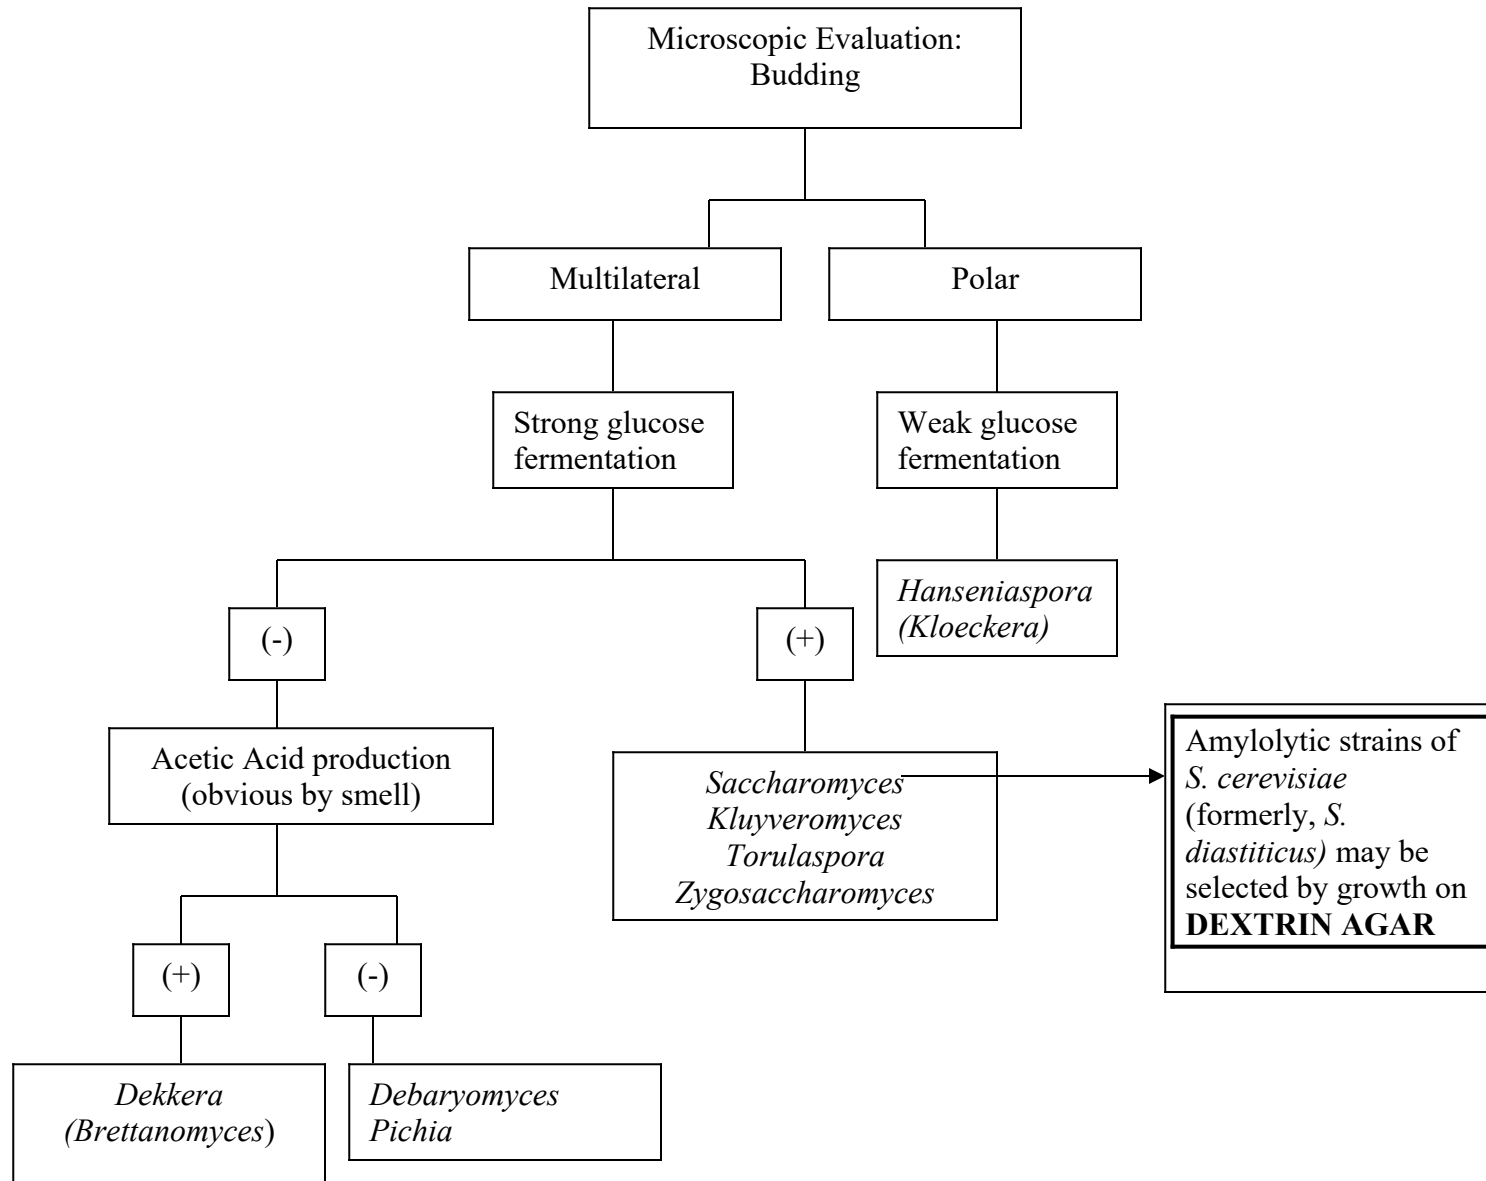 Microscopic Evaluation:
Budding
Multilateral
Polar
Strong glucose
fermentation
Weak glucose
fermentation
Hanseniaspora
(Kloeckera)
(-)
(+)
Acetic Acid production
(obvious by smell)
Saccharomyces
Kluyveromyces
Torulaspora
Zygosaccharomyces
Amylolytic strains of
S. cerevisiae
(formerly, S.
diastiticus) may be
selected by growth on
DEXTRIN AGAR
(+)
(-)
Dekkera
(Brettanomyces)
Debaryomyces
Pichia